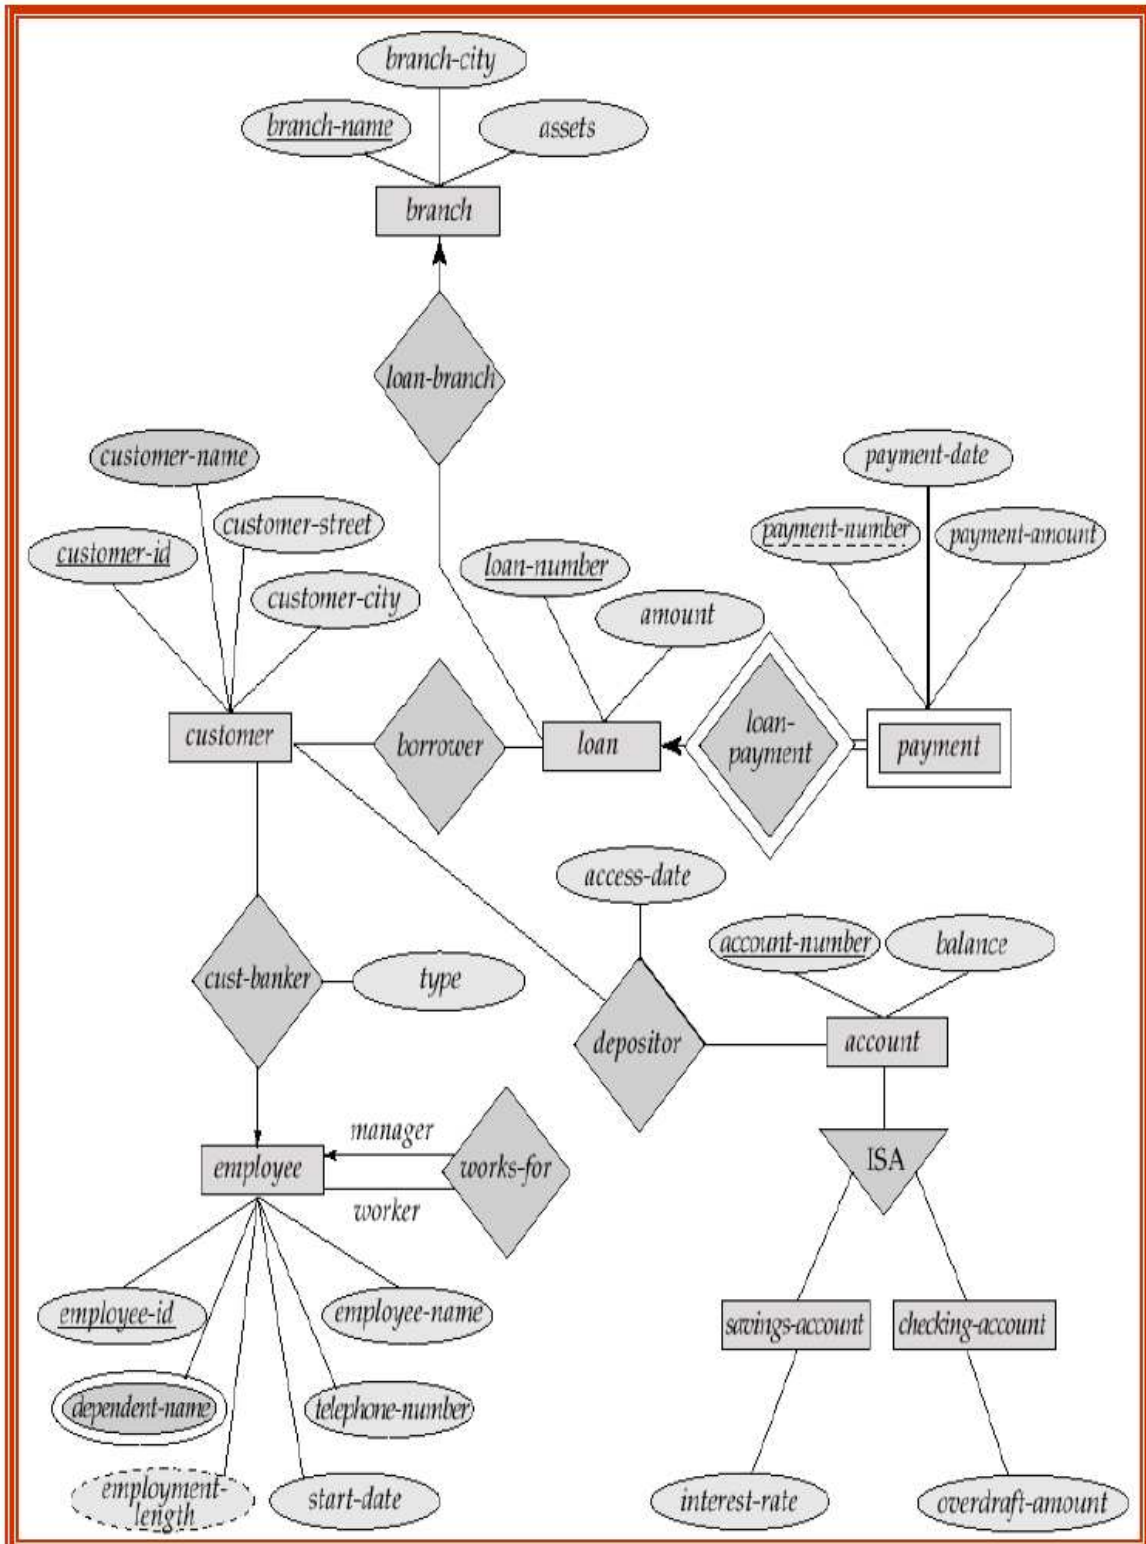 branch-city
branch-name
assets
branch
loan-branch
customer-name
payment-date
customer-street
payment-number
payment-amount
customer-id
loan-number
customer-city
amount
customer
borrower
loan
loan-
payment
payment
access-date
account-number
balance
cust-banker
type
depositor
account
manager
employee
works-for
ISA
worker
employee-id
employee-name
savings-account
checking-account
dependent-name
telephone-number
employment-
length
start-date
interest-rate
overdraft-amount